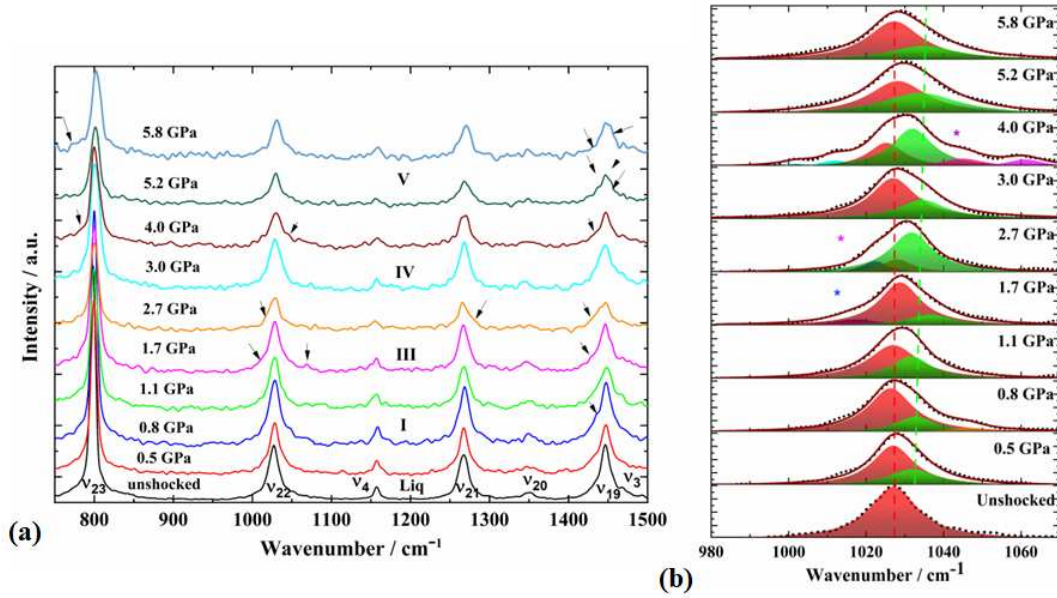 5.8 GPa
5.2 GPa
V
4.0 GPa
3.0 GPa
IV
2.7 GPa
1.7 GPa
III
1.1 GPa
0.8 GPa
I
0.5 GPa
unshocked
Liq
ν23
ν22
ν4
ν21
ν20
ν19
ν3
Intensity / a.u.
800 900 1000 1100 1200 1300 1400 1500
Wavenumber / cm⁻¹
(a)
5.8 GPa
5.2 GPa
4.0 GPa
*
3.0 GPa
2.7 GPa
*
1.7 GPa
*
1.1 GPa
0.8 GPa
0.5 GPa
Unshocked
980 1000 1020 1040 1060
Wavenumber / cm⁻¹
(b)